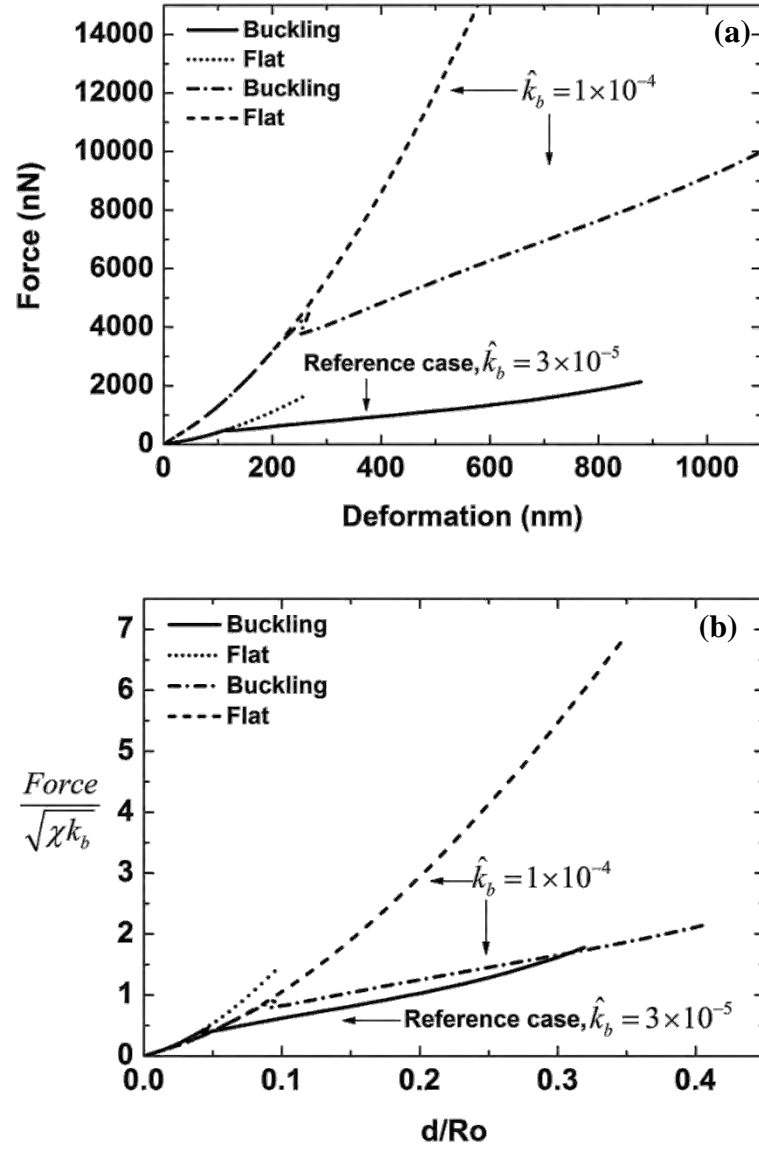 (a)
Buckling
Flat
Buckling
Flat
k̂_b = 1×10⁻⁴
Reference case, k̂_b = 3×10⁻⁵
14000
12000
10000
8000
6000
4000
2000
0
Force (nN)
0 200 400 600 800 1000
Deformation (nm)
(b)
Buckling
Flat
Buckling
Flat
k̂_b = 1×10⁻⁴
Reference case, k̂_b = 3×10⁻⁵
7
6
5
4
3
2
1
0
Force
√χk_b
0.0 0.1 0.2 0.3 0.4
d/Ro